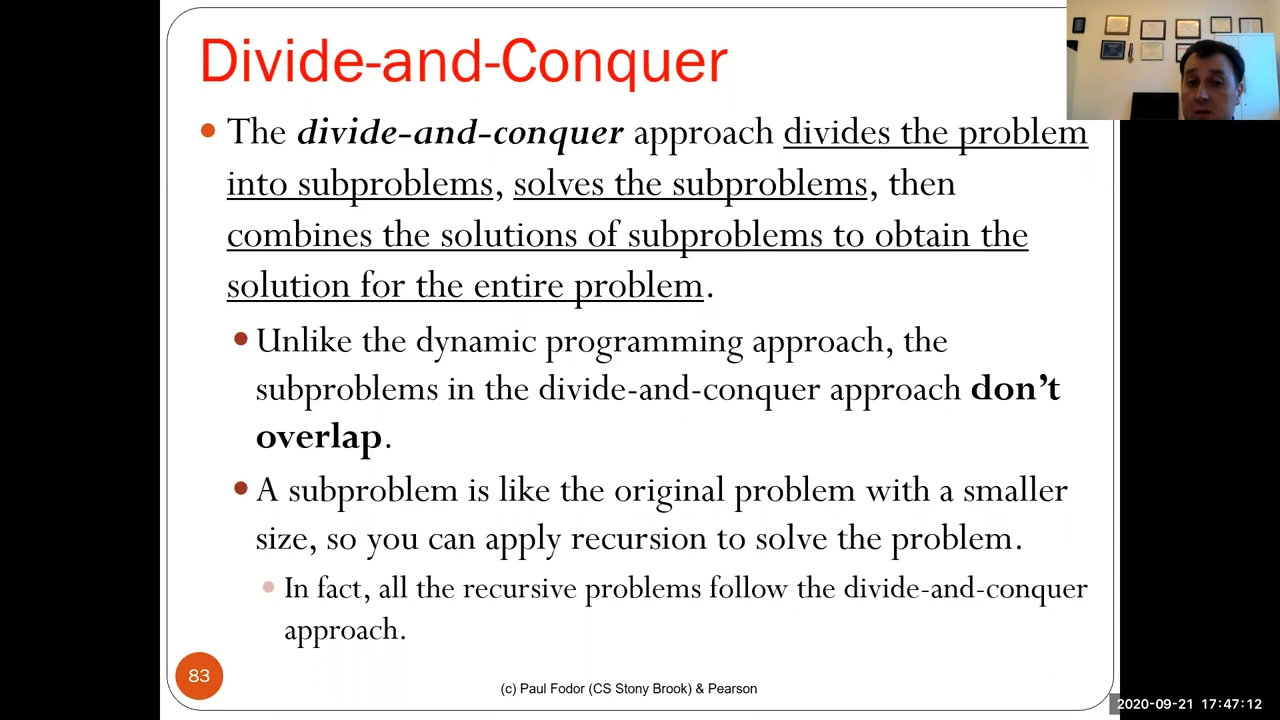 Divide-and-Conquer
The divide-and-conquer approach divides the problem
into subproblems, solves the subproblems, then
combines the solutions of subproblems to obtain the
solution for the entire problem.
Unlike the dynamic programming approach, the
subproblems in the divide-and-conquer approach don't
overlap.
A subproblem is like the original problem with a smaller
size, so you can apply recursion to solve the problem.
In fact, all the recursive problems follow the divide-and-conquer
approach.
83
(c) Paul Fodor (CS Stony Brook) & Pearson
2020-09-21 17:47:12